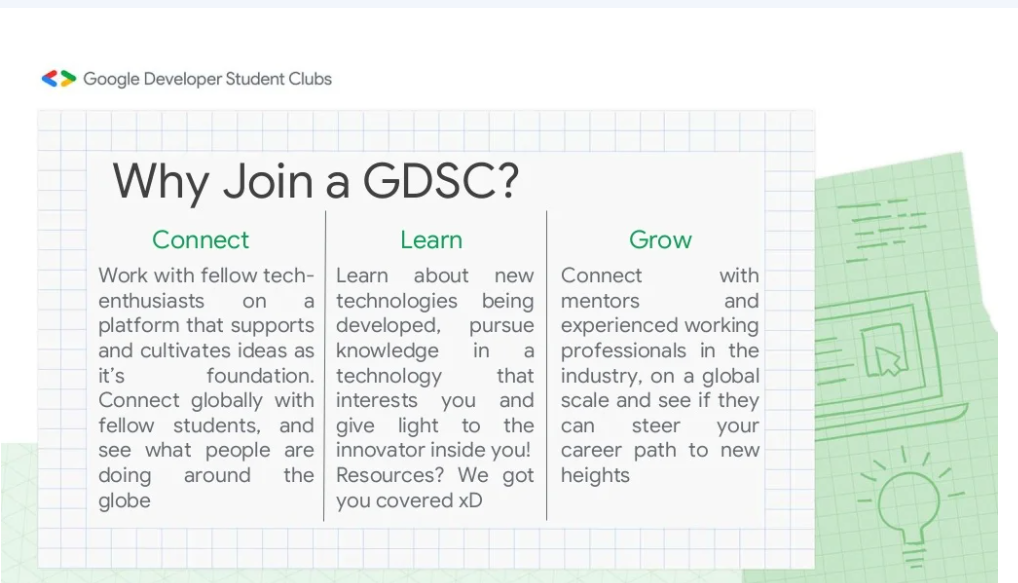 Google Developer Student Clubs
Why Join a GDSC?
Connect
Work with fellow tech-
enthusiasts on a
platform that supports
and cultivates ideas as
it's foundation.
Connect globally with
fellow students, and
see what people are
doing around the
globe
Learn
Learn about new
technologies being
developed, pursue
knowledge in a
technology that
interests you and
give light to the
innovator inside you!
Resources? We got
you covered xD
Grow
Connect with
mentors and
experienced working
professionals in the
industry, on a global
scale and see if they
can steer your
career path to new
heights